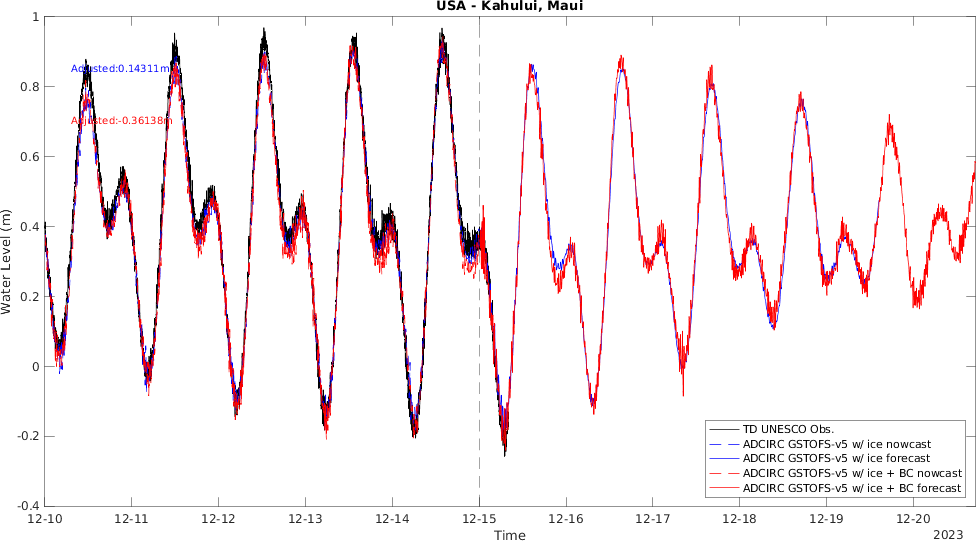 USA - Kahului, Maui
1
0.8
0.6
0.4
0.2
0
-0.2
-0.4
Water Level (m)
Adjusted:0.14311m
Adjusted:-0.36138m
TD UNESCO Obs.
ADCIRC GSTOFS-v5 w/ ice nowcast
ADCIRC GSTOFS-v5 w/ ice forecast
ADCIRC GSTOFS-v5 w/ ice + BC nowcast
ADCIRC GSTOFS-v5 w/ ice + BC forecast
12-10 12-11 12-12 12-13 12-14 12-15 12-16 12-17 12-18 12-19 12-20
Time
2023